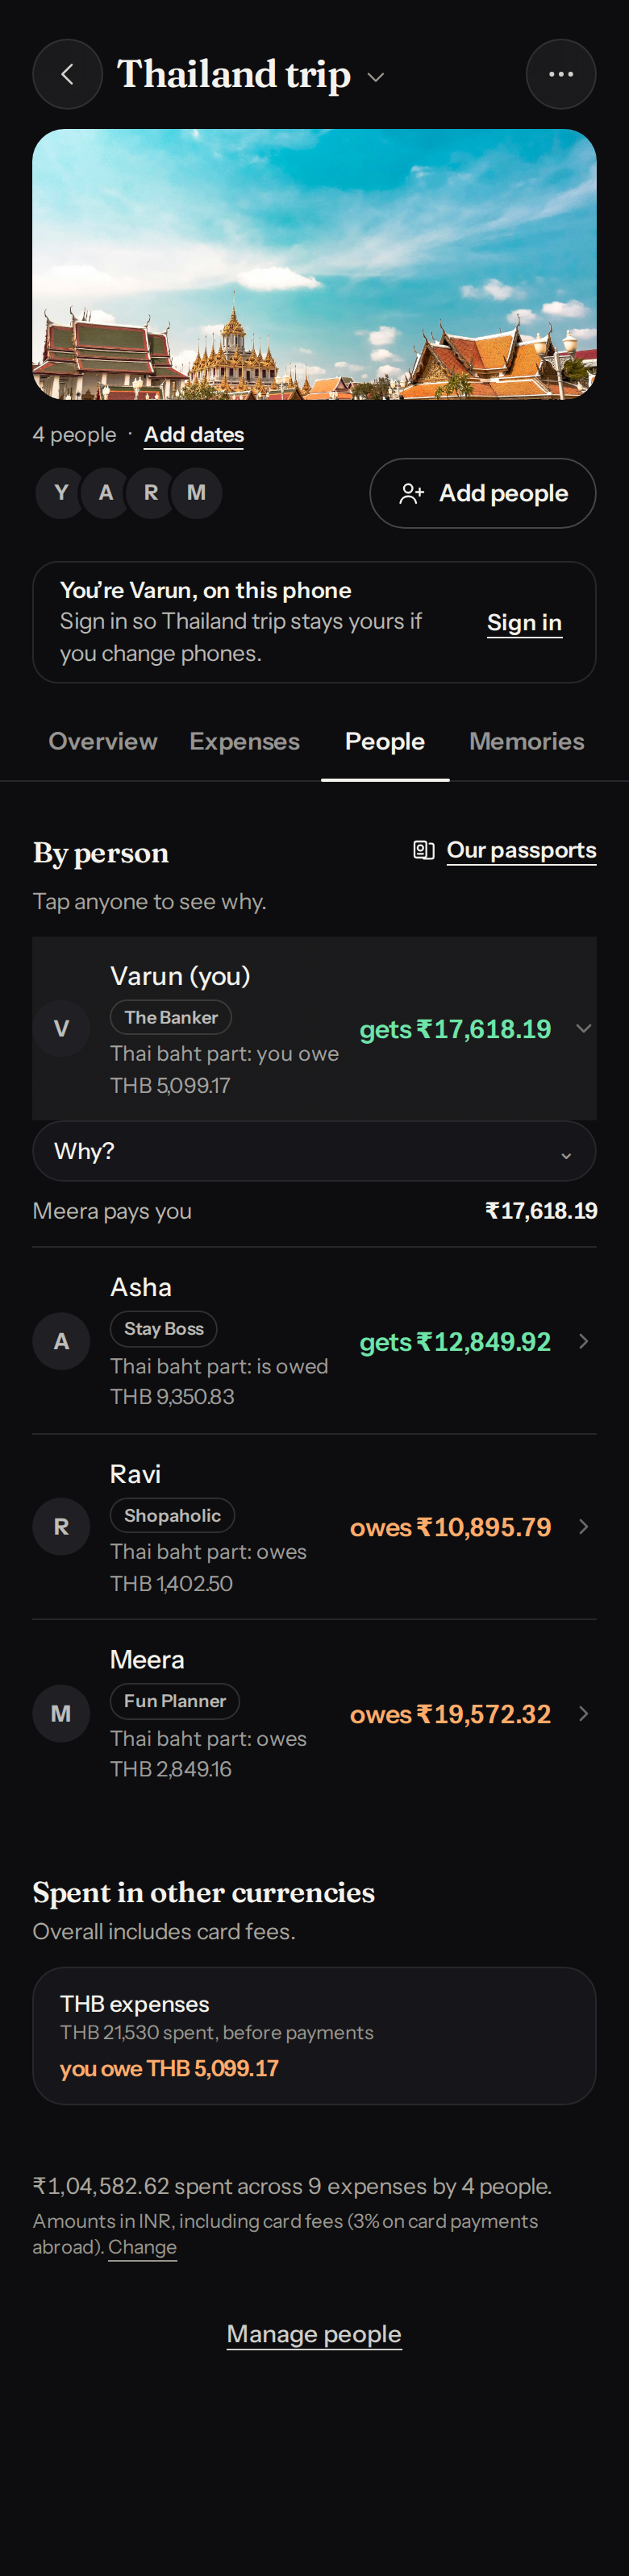 Thailand trip
4 people · Add dates
Y A R M
Add people
You’re Varun, on this phone
Sign in so Thailand trip stays yours if
you change phones.
Sign in
Overview Expenses People Memories
By person
Our passports
Tap anyone to see why.
V
Varun (you)
The Banker
Thai baht part: you owe
THB 5,099.17
gets ₹17,618.19
Why?
Meera pays you ₹17,618.19
A
Asha
Stay Boss
Thai baht part: is owed
THB 9,350.83
gets ₹12,849.92
R
Ravi
Shopaholic
Thai baht part: owes
THB 1,402.50
owes ₹10,895.79
M
Meera
Fun Planner
Thai baht part: owes
THB 2,849.16
owes ₹19,572.32
Spent in other currencies
Overall includes card fees.
THB expenses
THB 21,530 spent, before payments
you owe THB 5,099.17
₹1,04,582.62 spent across 9 expenses by 4 people.
Amounts in INR, including card fees (3% on card payments
abroad). Change
Manage people